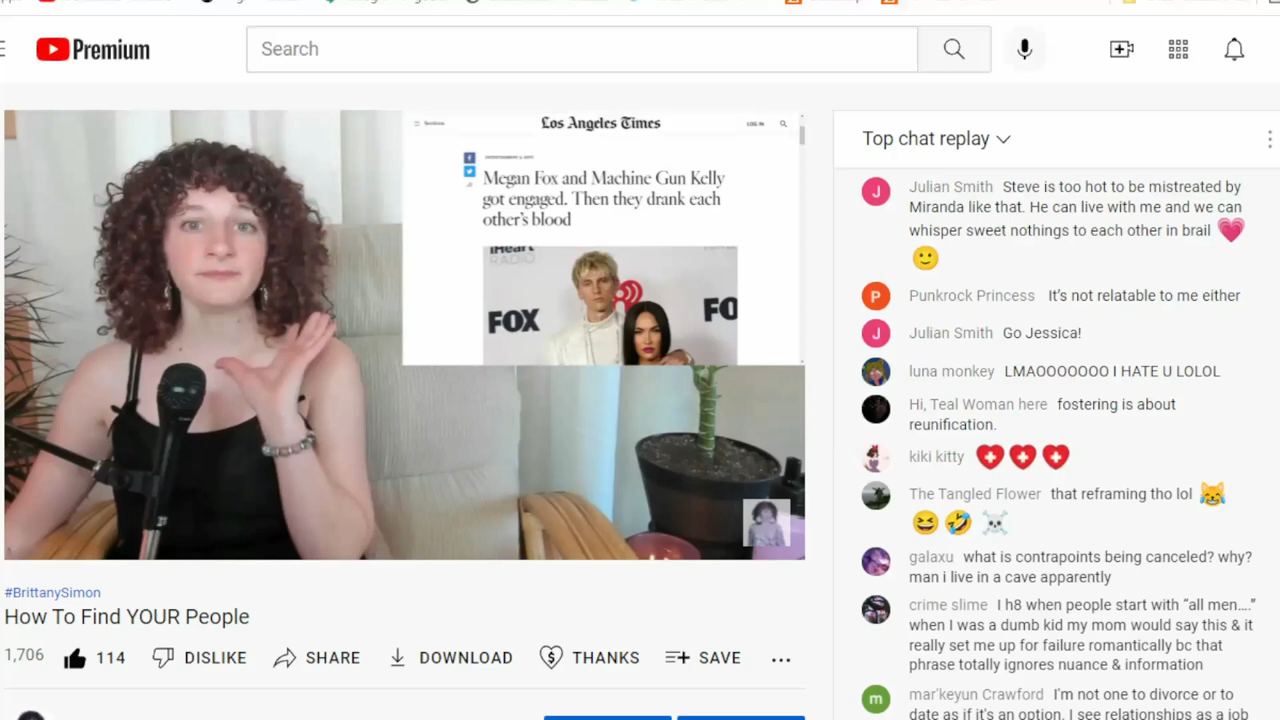 Premium
Search
Los Angeles Times
LOG IN
Megan Fox and Machine Gun Kelly
got engaged. Then they drank each
other's blood
iHeart
RADIO
FOX
FO
#BrittanySimon
How To Find YOUR People
1,706
114
DISLIKE
SHARE
DOWNLOAD
THANKS
SAVE
Top chat replay
Julian Smith Steve is too hot to be mistreated by
Miranda like that. He can live with me and we can
whisper sweet nothings to each other in brail
Punkrock Princess It's not relatable to me either
Julian Smith Go Jessica!
luna monkey LMAOOOOOOO I HATE U LOLOL
Hi, Teal Woman here fostering is about
reunification.
kiki kitty
The Tangled Flower that reframing tho lol
galaxu what is contrapoints being canceled? why?
man i live in a cave apparently
crime slime I h8 when people start with “all men....”
when I was a dumb kid my mom would say this & it
really set me up for failure romantically bc that
phrase totally ignores nuance & information
mar'keyun Crawford I'm not one to divorce or to
date as if it's an option. I see relationships as a job